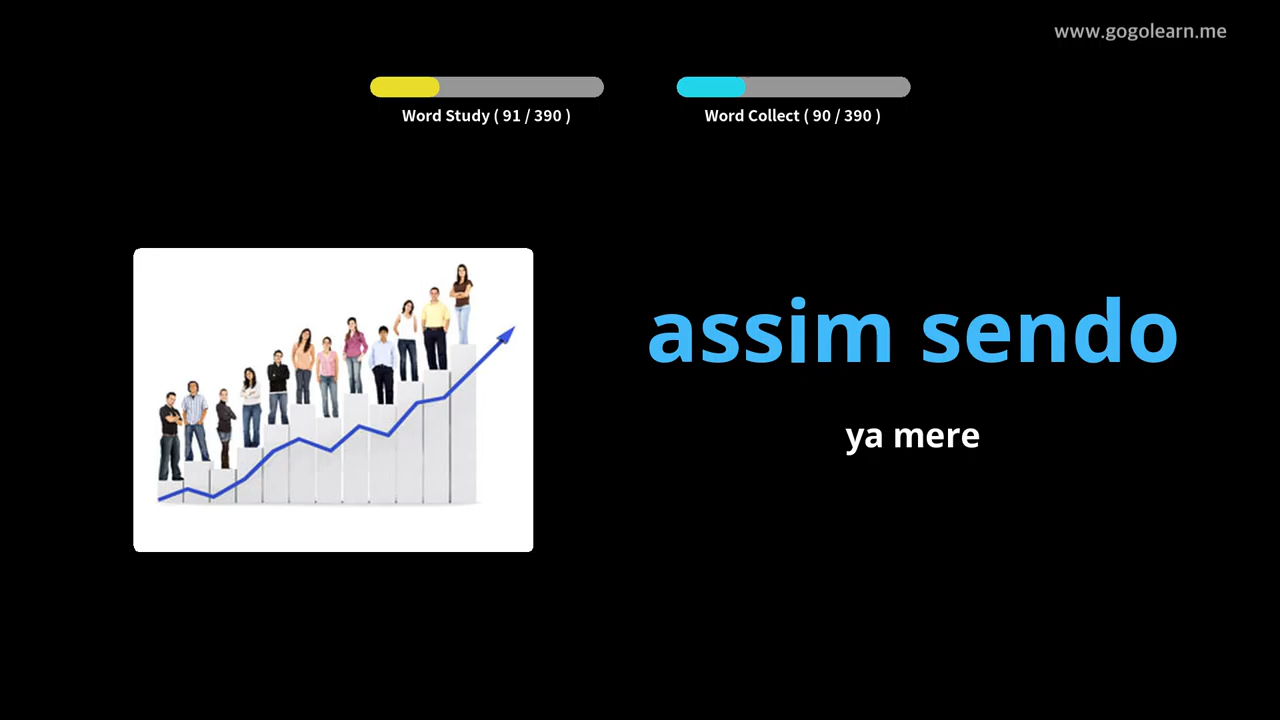 www.gogolearn.me
Word Study ( 91 / 390 )
Word Collect ( 90 / 390 )
assim sendo
ya mere